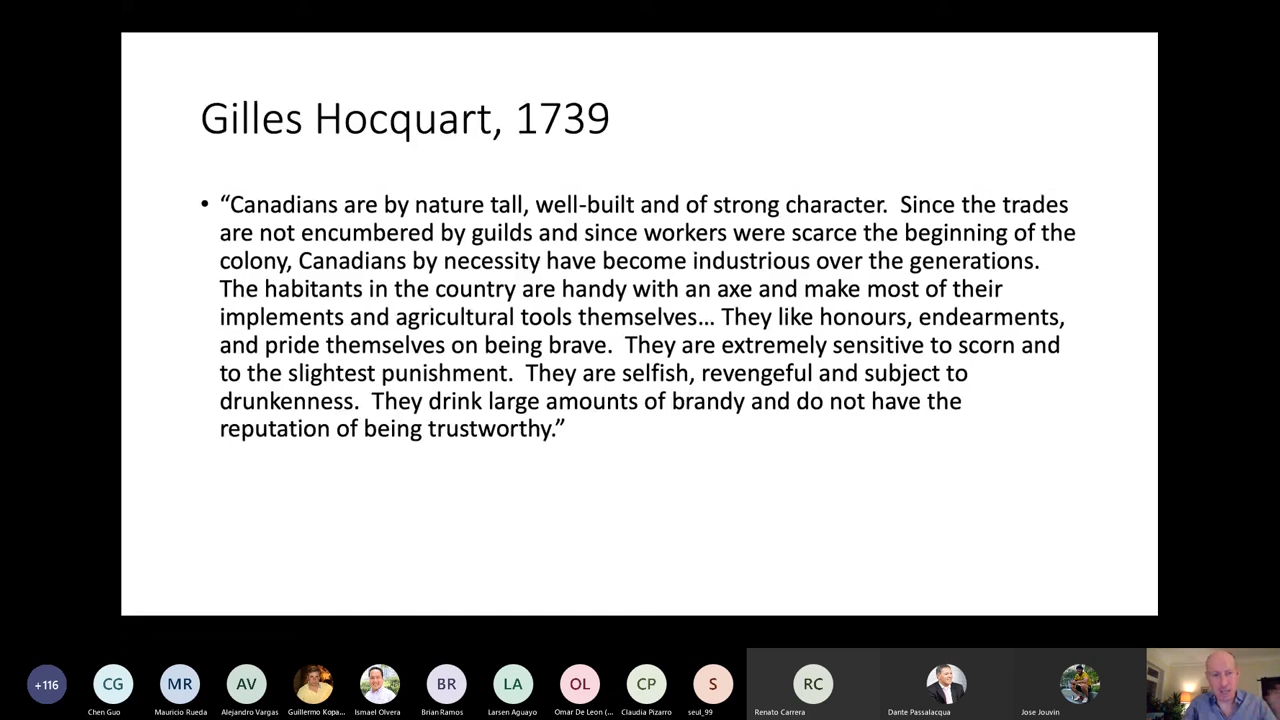 Gilles Hocquart, 1739
• “Canadians are by nature tall, well-built and of strong character.  Since the trades
are not encumbered by guilds and since workers were scarce the beginning of the
colony, Canadians by necessity have become industrious over the generations.
The habitants in the country are handy with an axe and make most of their
implements and agricultural tools themselves... They like honours, endearments,
and pride themselves on being brave.  They are extremely sensitive to scorn and
to the slightest punishment.  They are selfish, revengeful and subject to
drunkenness.  They drink large amounts of brandy and do not have the
reputation of being trustworthy.”
+116 CG MR AV BR LA OL CP S RC
Chen Guo Mauricio Rueda Alejandro Vargas Guillermo Kopa... Ismael Olvera Brian Ramos Larsen Aguayo Omar De Leon (... Claudia Pizarro seul_99 Renato Carrera Dante Passalacqua Jose Jouvin